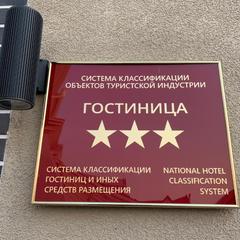 СИСТЕМА КЛАССИФИКАЦИИ
ОБЪЕКТОВ ТУРИСТСКОЙ ИНДУСТРИИ
ГОСТИНИЦА
СИСТЕМА КЛАССИФИКАЦИИ
ГОСТИНИЦ И ИНЫХ
СРЕДСТВ РАЗМЕЩЕНИЯ
NATIONAL HOTEL
CLASSIFICATION
SYSTEM